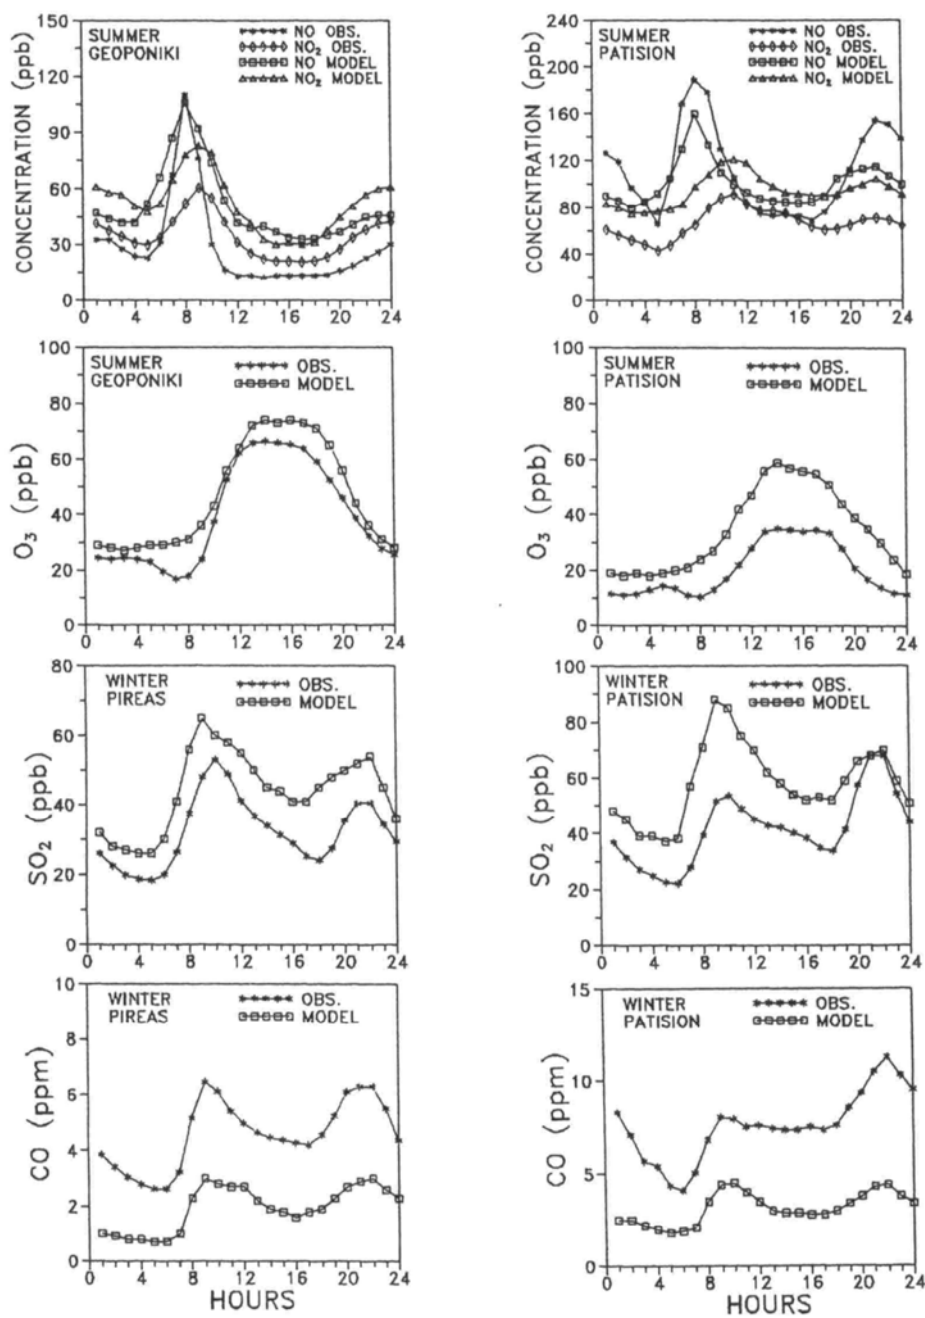 SUMMER
GEOPONIKI
NO OBS.
NO₂ OBS.
NO MODEL
NO₂ MODEL
CONCENTRATION (ppb)
150
120
90
60
30
0
0 4 8 12 16 20 24
SUMMER
PATISION
NO OBS.
NO₂ OBS.
NO MODEL
NO₂ MODEL
CONCENTRATION (ppb)
240
200
160
120
80
40
0
0 4 8 12 16 20 24
SUMMER
GEOPONIKI
OBS.
MODEL
O₃ (ppb)
100
80
60
40
20
0
0 4 8 12 16 20 24
SUMMER
PATISION
OBS.
MODEL
O₃ (ppb)
100
80
60
40
20
0
0 4 8 12 16 20 24
WINTER
PIREAS
OBS.
MODEL
SO₂ (ppb)
80
60
40
20
0
0 4 8 12 16 20 24
WINTER
PATISION
OBS.
MODEL
SO₂ (ppb)
100
80
60
40
20
0
0 4 8 12 16 20 24
WINTER
PIREAS
OBS.
MODEL
CO (ppm)
10
8
6
4
2
0
0 4 8 12 16 20 24
HOURS
WINTER
PATISION
OBS.
MODEL
CO (ppm)
15
10
5
0
0 4 8 12 16 20 24
HOURS